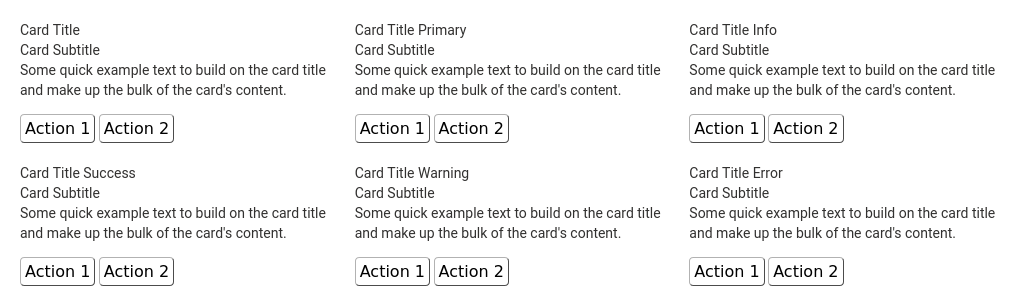 Card Title
Card Subtitle
Some quick example text to build on the card title
and make up the bulk of the card's content.
Action 1 Action 2
Card Title Primary
Card Subtitle
Some quick example text to build on the card title
and make up the bulk of the card's content.
Action 1 Action 2
Card Title Info
Card Subtitle
Some quick example text to build on the card title
and make up the bulk of the card's content.
Action 1 Action 2
Card Title Success
Card Subtitle
Some quick example text to build on the card title
and make up the bulk of the card's content.
Action 1 Action 2
Card Title Warning
Card Subtitle
Some quick example text to build on the card title
and make up the bulk of the card's content.
Action 1 Action 2
Card Title Error
Card Subtitle
Some quick example text to build on the card title
and make up the bulk of the card's content.
Action 1 Action 2